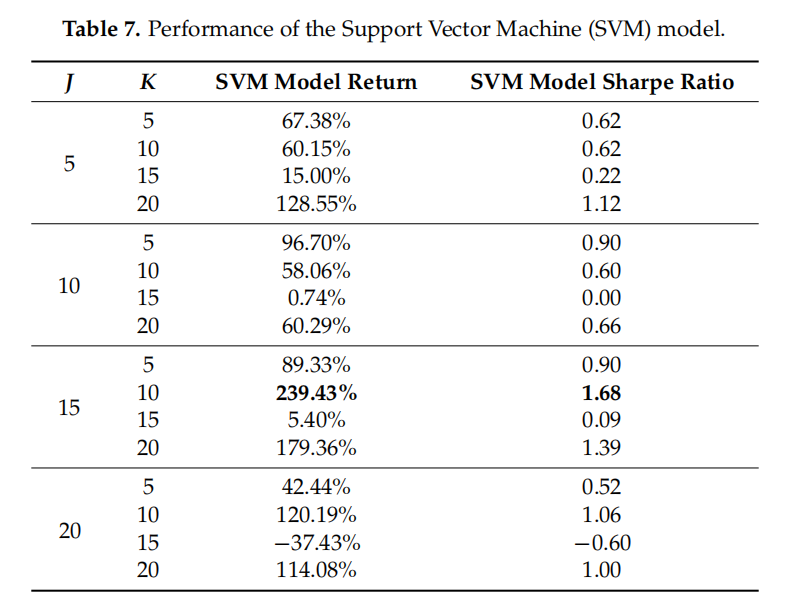 Table 7. Performance of the Support Vector Machine (SVM) model.
J K SVM Model Return SVM Model Sharpe Ratio
5
5 67.38% 0.62
10 60.15% 0.62
15 15.00% 0.22
20 128.55% 1.12
10
5 96.70% 0.90
10 58.06% 0.60
15 0.74% 0.00
20 60.29% 0.66
15
5 89.33% 0.90
10 239.43% 1.68
15 5.40% 0.09
20 179.36% 1.39
20
5 42.44% 0.52
10 120.19% 1.06
15 −37.43% −0.60
20 114.08% 1.00